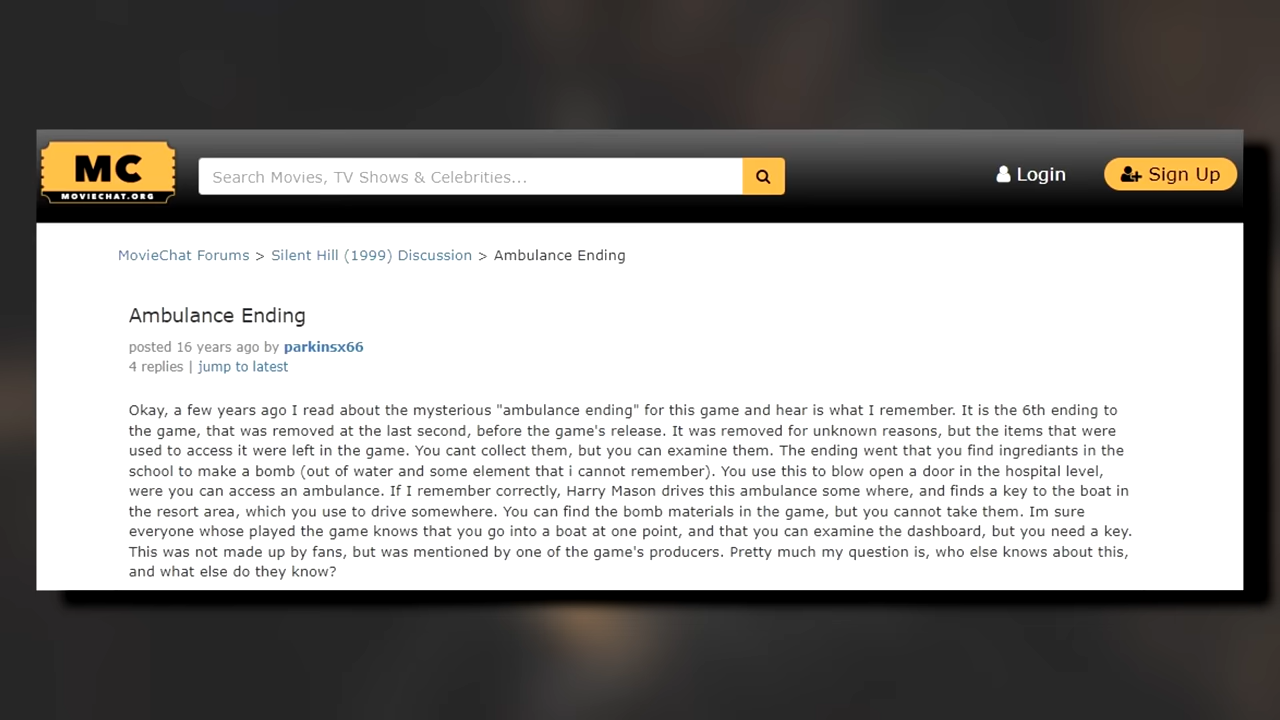 MC
MOVIECHAT.ORG
Search Movies, TV Shows & Celebrities...
Login
Sign Up
MovieChat Forums > Silent Hill (1999) Discussion > Ambulance Ending
Ambulance Ending
posted 16 years ago by parkinsx66
4 replies | jump to latest
Okay, a few years ago I read about the mysterious "ambulance ending" for this game and hear is what I remember. It is the 6th ending to
the game, that was removed at the last second, before the game's release. It was removed for unknown reasons, but the items that were
used to access it were left in the game. You cant collect them, but you can examine them. The ending went that you find ingrediants in the
school to make a bomb (out of water and some element that i cannot remember). You use this to blow open a door in the hospital level,
were you can access an ambulance. If I remember correctly, Harry Mason drives this ambulance some where, and finds a key to the boat in
the resort area, which you use to drive somewhere. You can find the bomb materials in the game, but you cannot take them. Im sure
everyone whose played the game knows that you go into a boat at one point, and that you can examine the dashboard, but you need a key.
This was not made up by fans, but was mentioned by one of the game's producers. Pretty much my question is, who else knows about this,
and what else do they know?